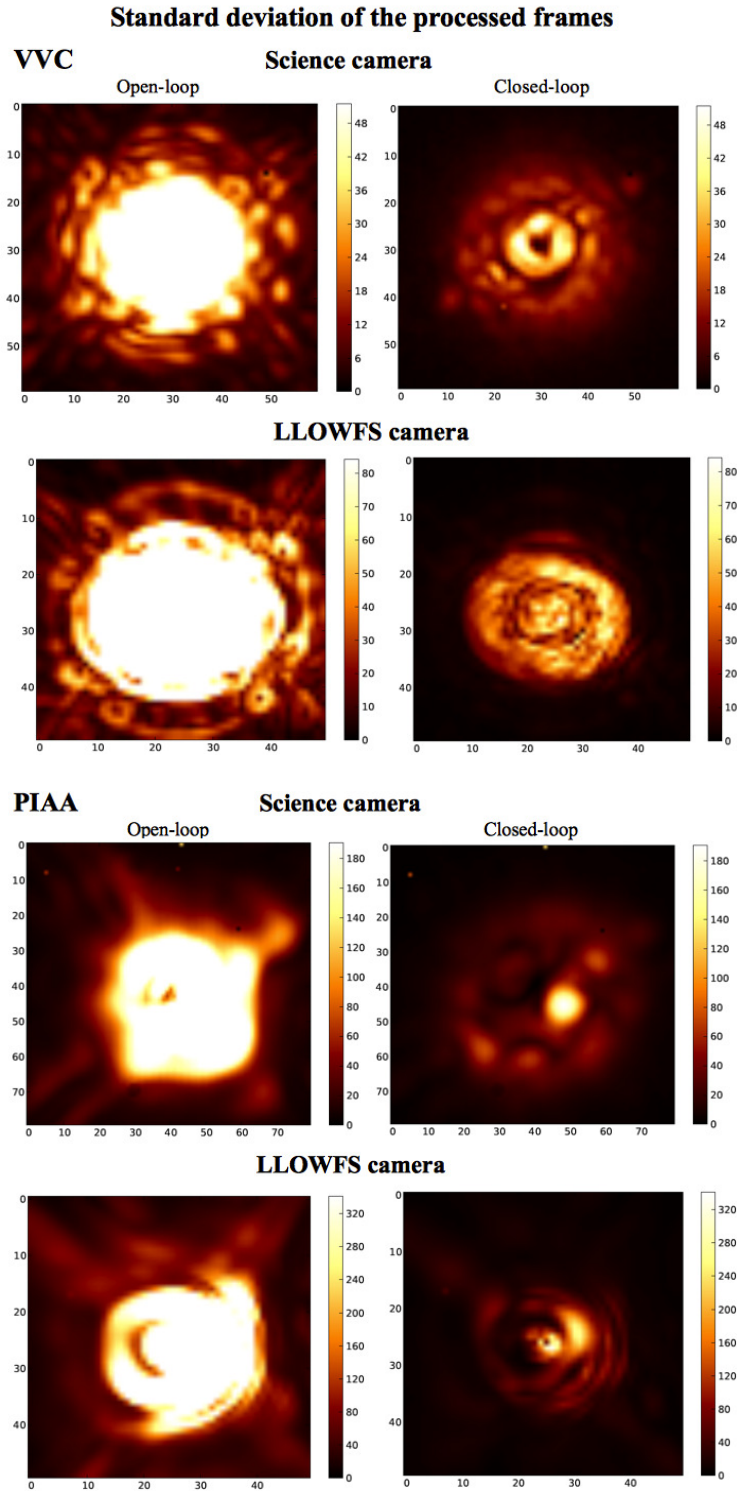 Standard deviation of the processed frames
VVC Science camera
Open-loop Closed-loop
0 10 20 30 40 50
0 10 20 30 40 50
48 42 36 30 24 18 12 6 0
0 10 20 30 40 50
0 10 20 30 40 50
48 42 36 30 24 18 12 6 0
LLOWFS camera
0 10 20 30 40
0 10 20 30 40
80 70 60 50 40 30 20 10 0
0 10 20 30 40
0 10 20 30 40
80 70 60 50 40 30 20 10 0
PIAA Science camera
Open-loop Closed-loop
0 10 20 30 40 50 60 70
0 10 20 30 40 50 60 70
180 160 140 120 100 80 60 40 20 0
0 10 20 30 40 50 60 70
0 10 20 30 40 50 60 70
180 160 140 120 100 80 60 40 20 0
LLOWFS camera
0 10 20 30 40
0 10 20 30 40
320 280 240 200 160 120 80 40 0
0 10 20 30 40
0 10 20 30 40
320 280 240 200 160 120 80 40 0